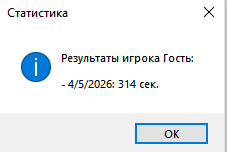 Статистика
Результаты игрока Гость:
- 4/5/2026: 314 сек.
OK